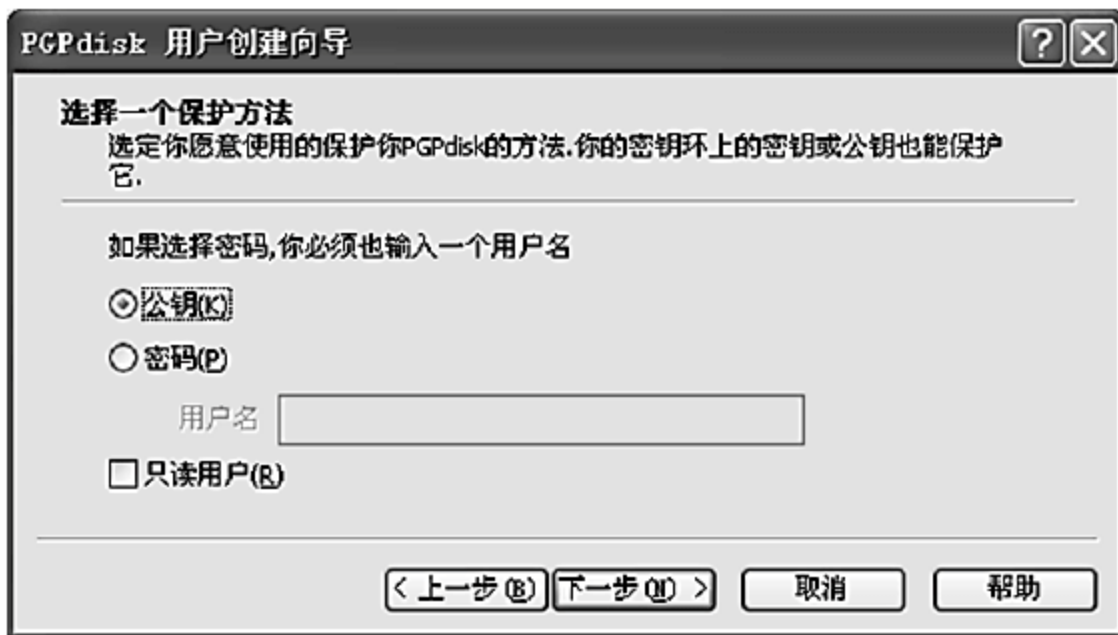 PGPdisk 用户创建向导
选择一个保护方法
选定你愿意使用的保护你PGPdisk的方法.你的密钥环上的密钥或公钥也能保护
它.
如果选择密码,你必须也输入一个用户名
公钥(K)
密码(P)
用户名
只读用户(R)
< 上一步(B) 下一步(N) > 取消 帮助